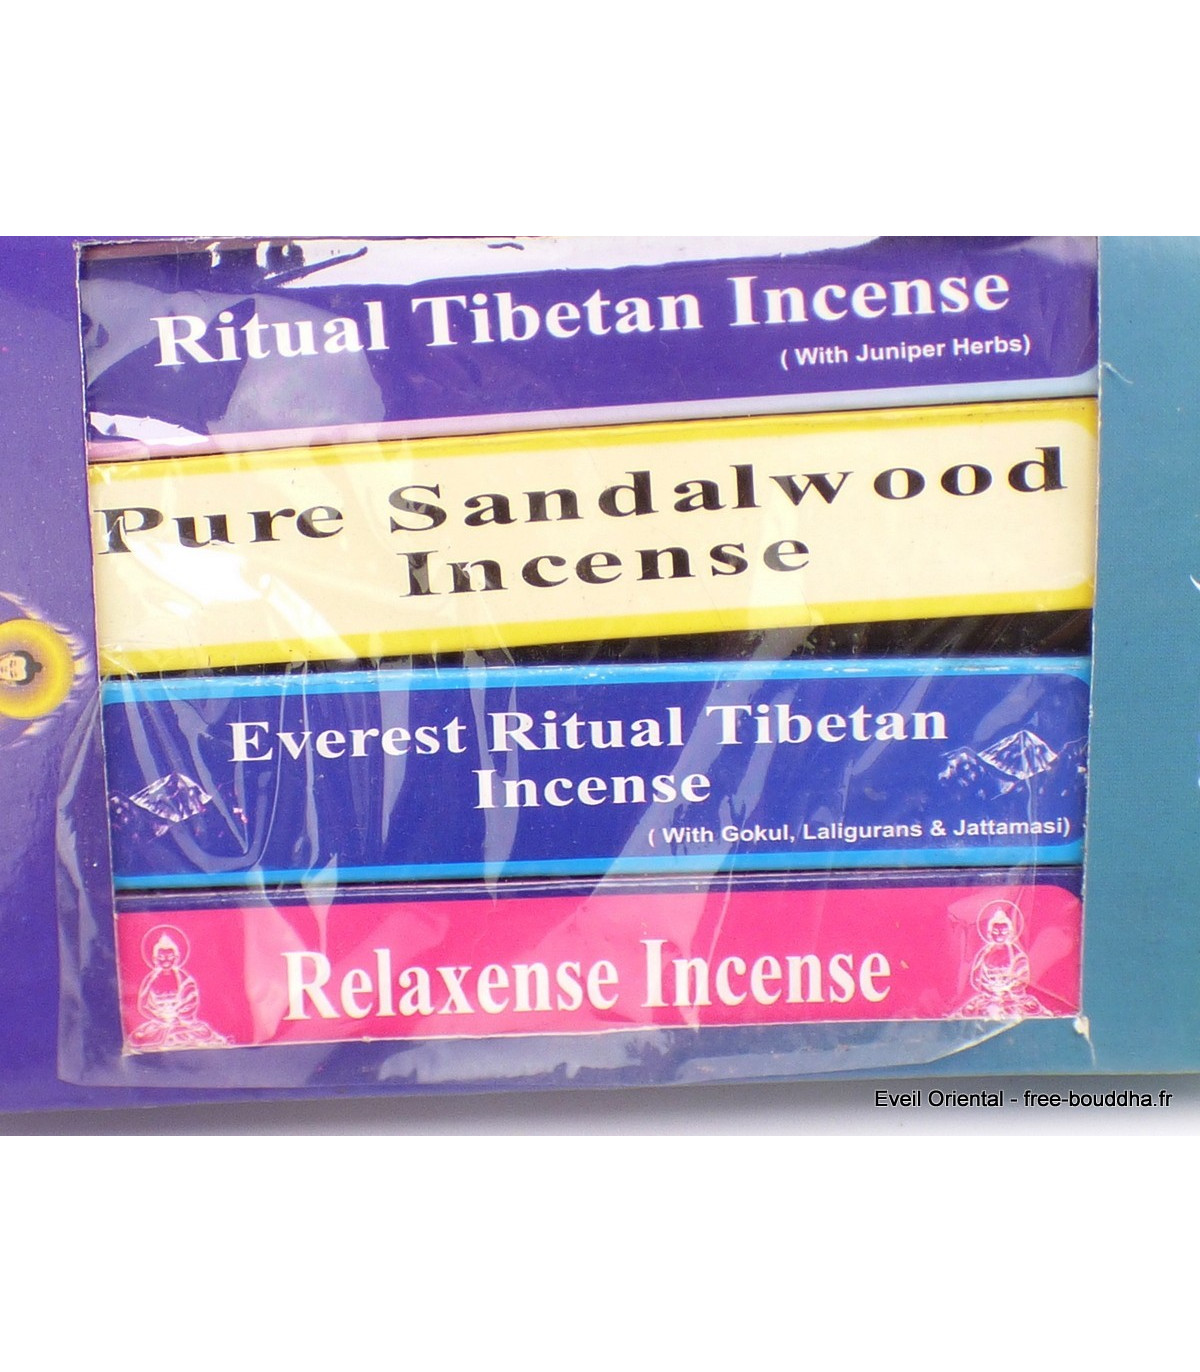 Ritual Tibetan Incense
( With Juniper Herbs)
Pure Sandalwood
Incense
Everest Ritual Tibetan
Incense
( With Gokul, Laligurans & Jattamasi)
Relaxense Incense
Eveil Oriental - free-bouddha.fr